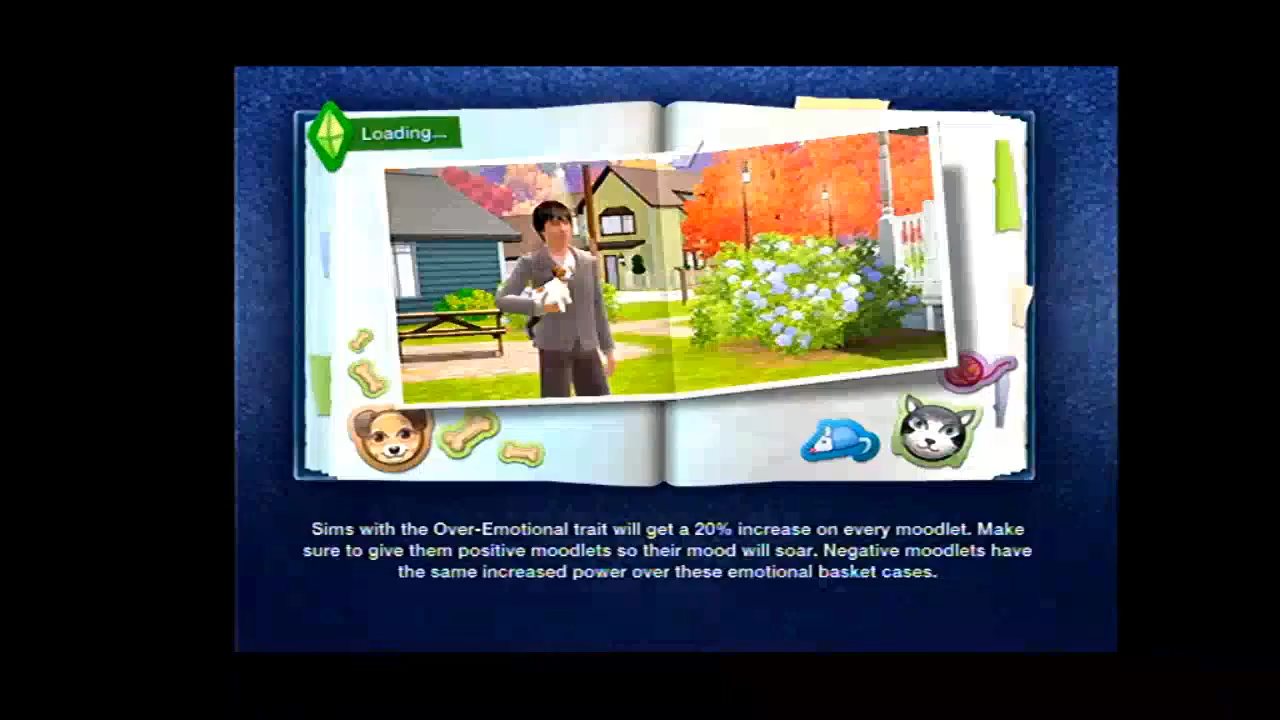 Loading...
Sims with the Over-Emotional trait will get a 20% increase on every moodlet. Make
sure to give them positive moodlets so their mood will soar. Negative moodlets have
the same increased power over these emotional basket cases.